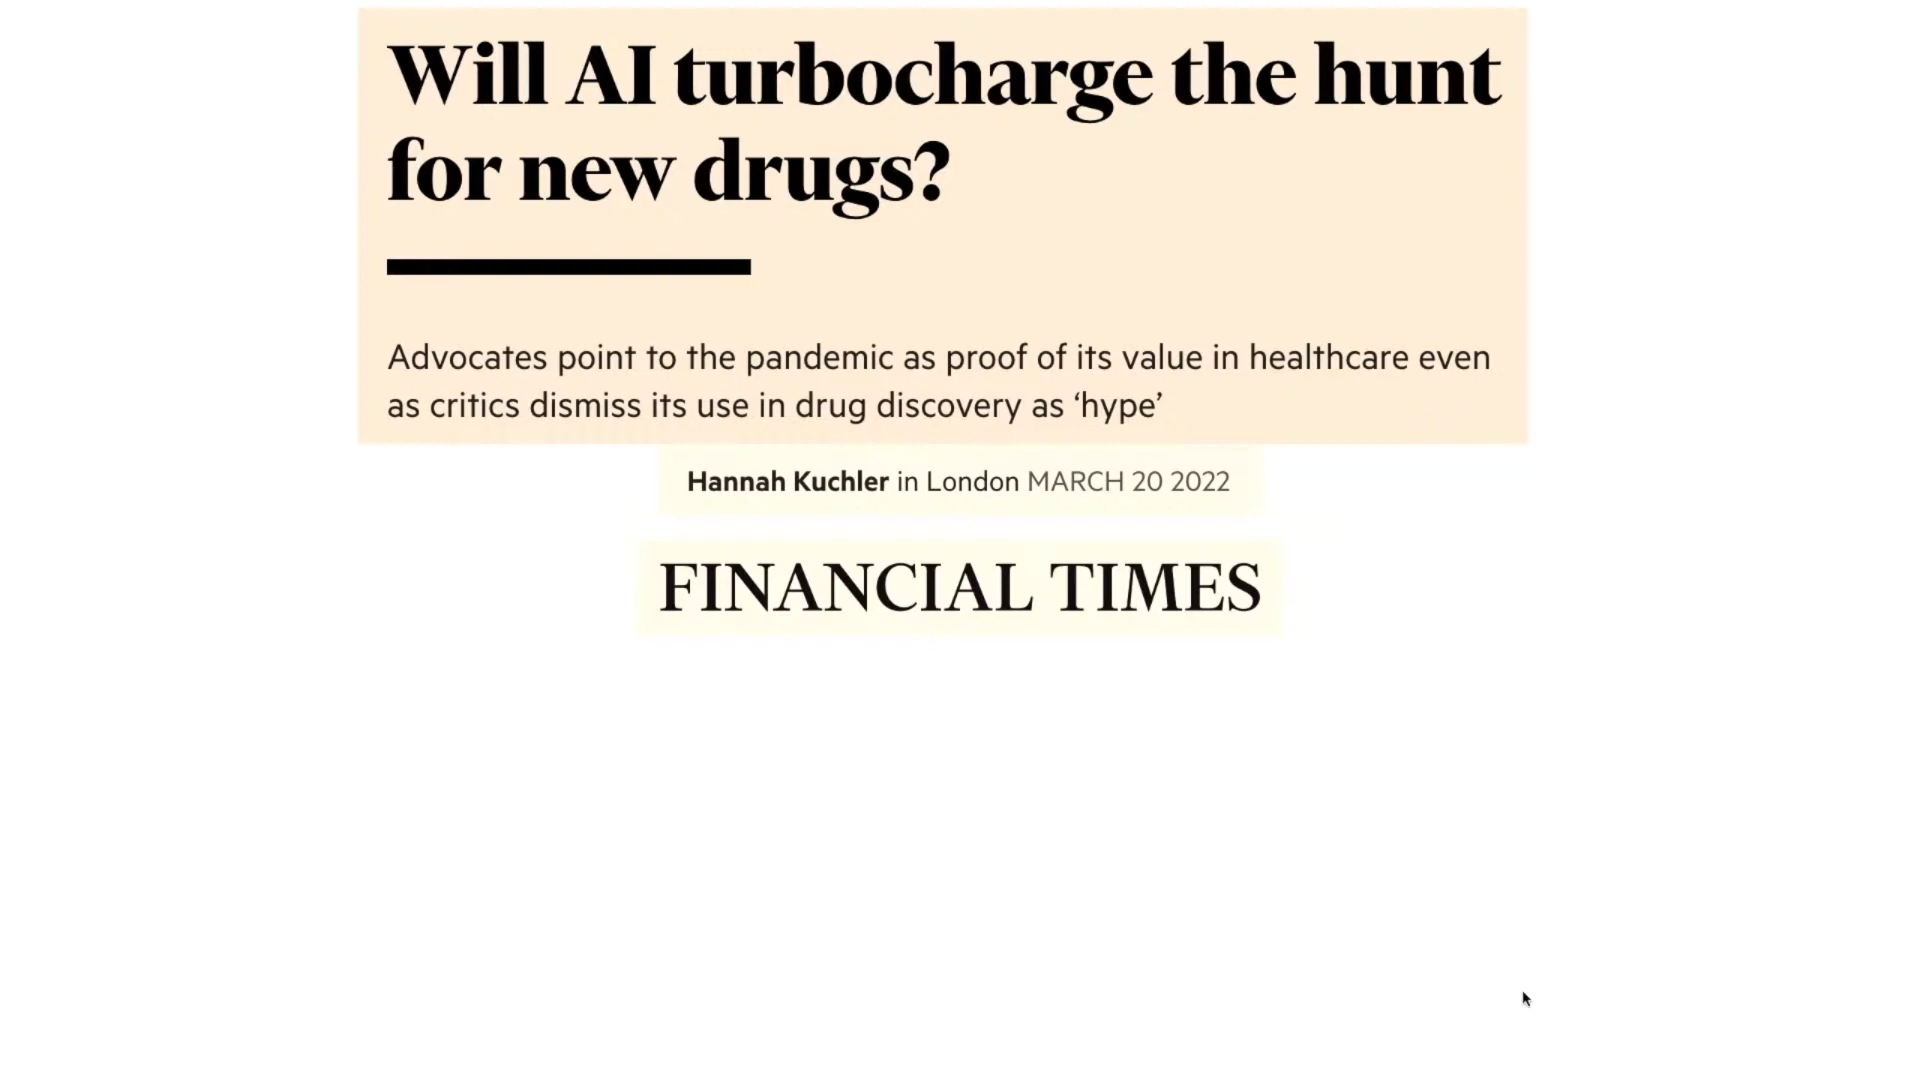 Will AI turbocharge the hunt
for new drugs?
Advocates point to the pandemic as proof of its value in healthcare even
as critics dismiss its use in drug discovery as ‘hype’
Hannah Kuchler in London MARCH 20 2022
FINANCIAL TIMES